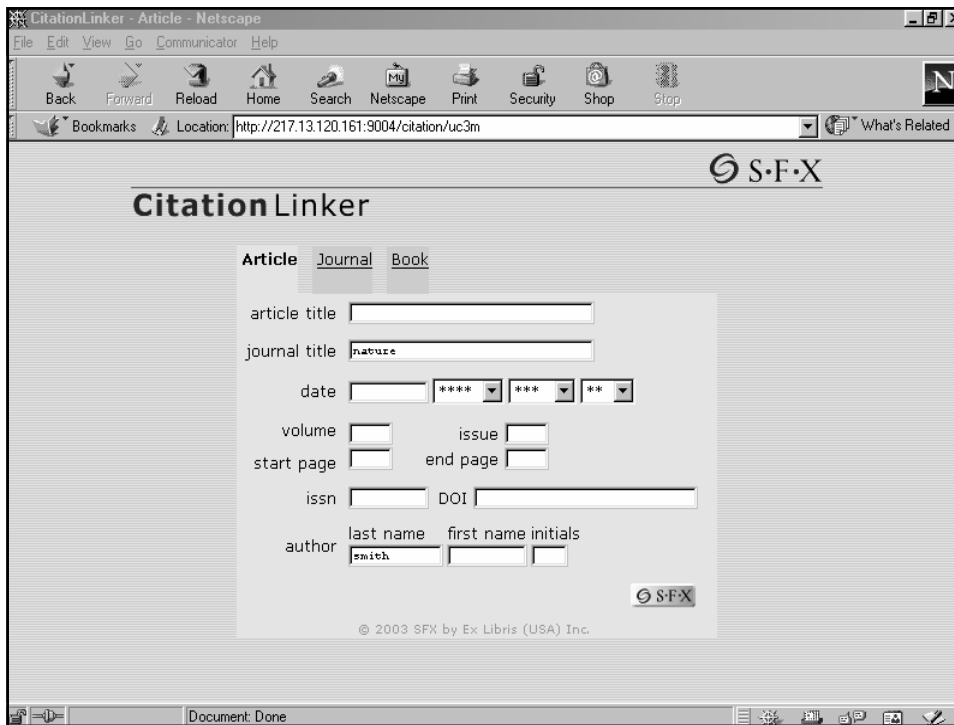 CitationLinker - Article - Netscape
File Edit View Go Communicator Help
My
N
Back Forward Reload Home Search Netscape Print Security Shop Stop
Bookmarks Location: http://217.13.120.161:9004/citation/uc3m What's Related
S·F·X
Citation Linker
Article Journal Book
article title
journal title nature
date **** *** **
volume issue
start page end page
issn DOI
last name first name initials
author smith
S·F·X
© 2003 SFX by Ex Libris (USA) Inc.
Document: Done